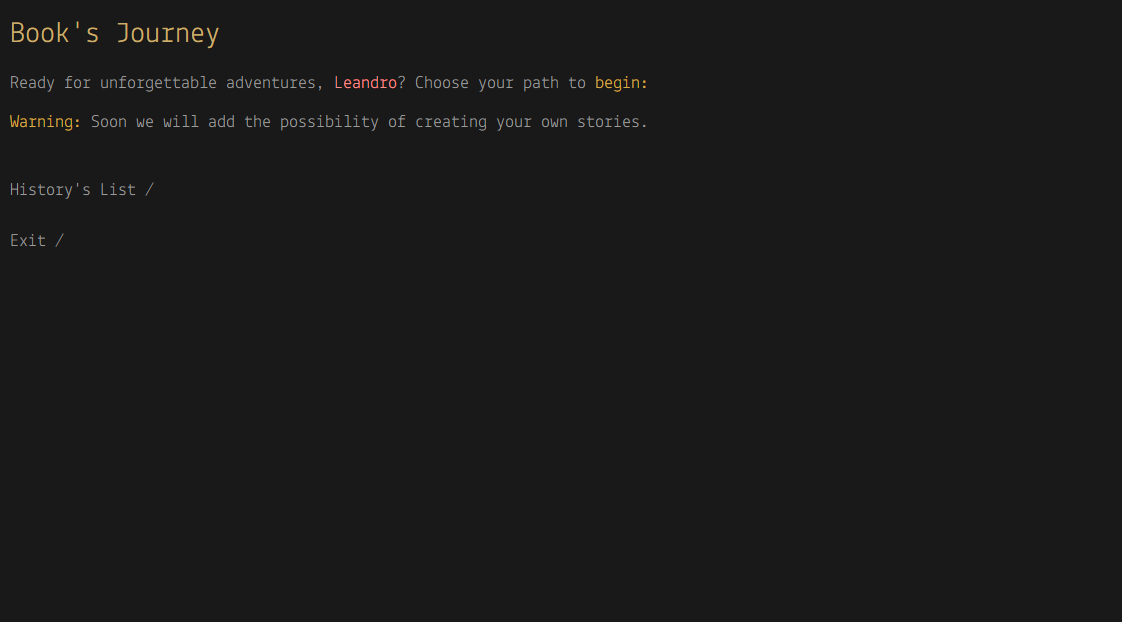 Book's Journey
Ready for unforgettable adventures, Leandro? Choose your path to begin:
Warning: Soon we will add the possibility of creating your own stories.
History's List /
Exit /